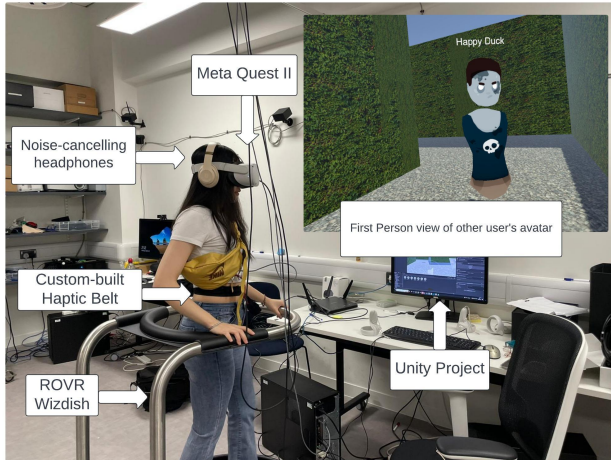 Happy Duck
Meta Quest II
Noise-cancelling
headphones
First Person view of other user's avatar
Custom-built
Haptic Belt
Unity Project
ROVR
Wizdish